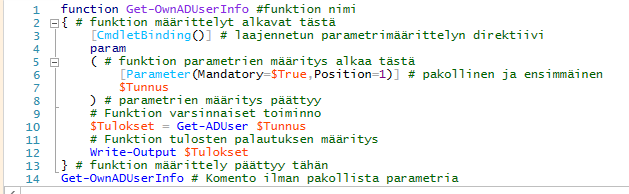 1 function Get-OwnADUserInfo #funktion nimi
2 { # funktion määrittelyt alkavat tästä
3 [CmdletBinding()] # laajennetun parametrimäärittelyn direktiivi
4 param
5 ( # funktion parametrien määritys alkaa tästä
6 [Parameter(Mandatory=$True,Position=1)] # pakollinen ja ensimmäinen
7 $Tunnus
8 ) # parametrien määritys päättyy
9 # Funktion varsinnaiset toiminno
10 $Tulokset = Get-ADUser $Tunnus
11 # Funktion tulosten palautuksen määritys
12 Write-Output $Tulokset
13 } # funktion määrittely päättyy tähän
14 Get-OwnADUserInfo # Komento ilman pakollista parametria